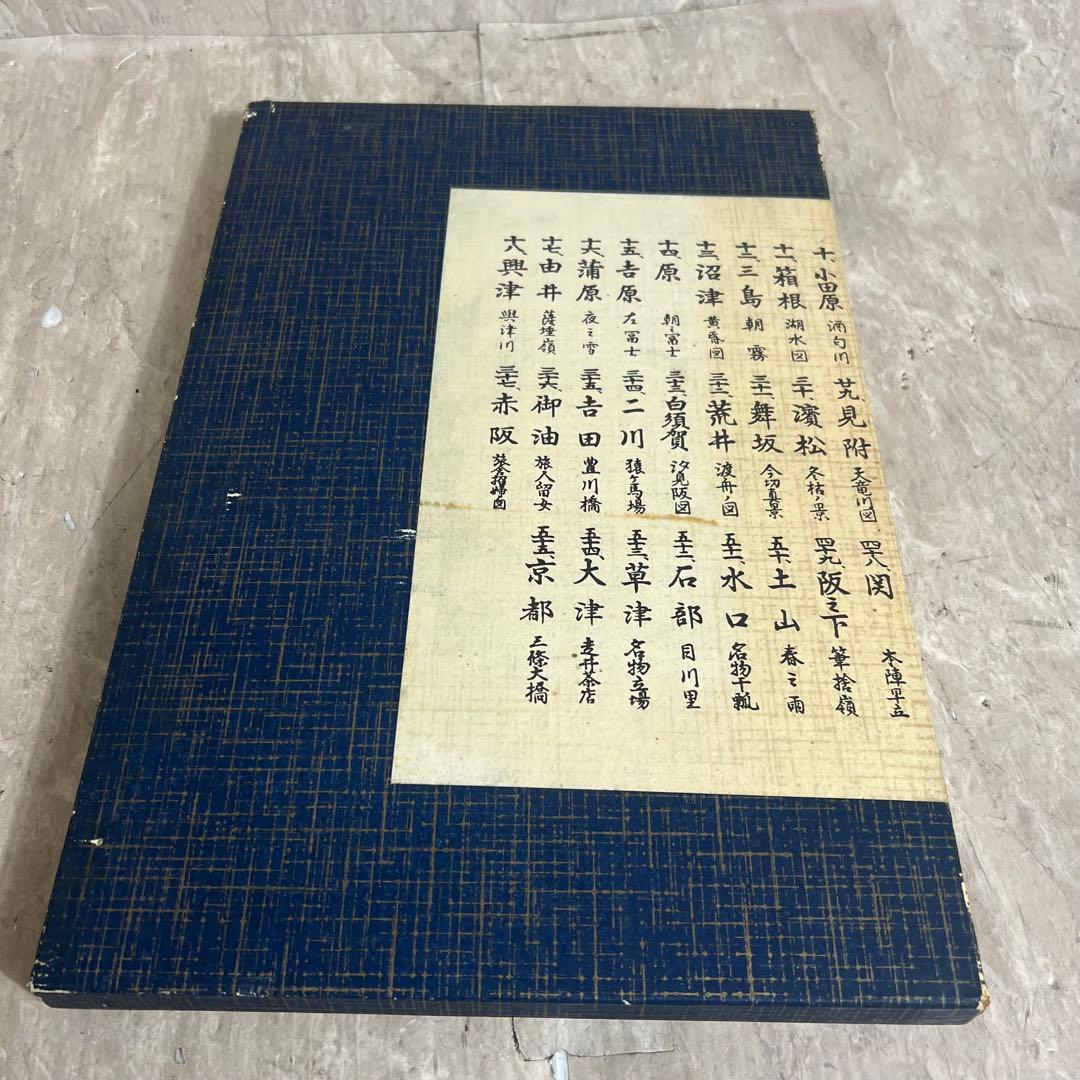 十、小田原 酒匂川
十一、箱根 湖水図
十二、三島 朝霧
十三、沼津 黄昏図
十四、原 朝之冨士
十五、吉原 左冨士
十六、蒲原 夜之雪
十七、由井 薩埵嶺
十八、興津 興津川
廿九、見附 天竜川図
三十、濱松 冬枯ノ景
三十一、舞坂 今切真景
三十二、荒井 渡舟ノ図
三十三、白須賀 汐見阪図
三十四、二川 猿ヶ馬場
三十五、吉田 豊川橋
三十六、御油 旅人留女
三十七、赤阪 旅舎招婦図
四十八、関 本陣早立
四十九、阪之下 筆捨嶺
五十、土山 春之雨
五十一、水口 名物干瓢
五十二、石部 目川里
五十三、草津 名物立場
五十四、大津 走井茶店
五十五、京都 三條大橋